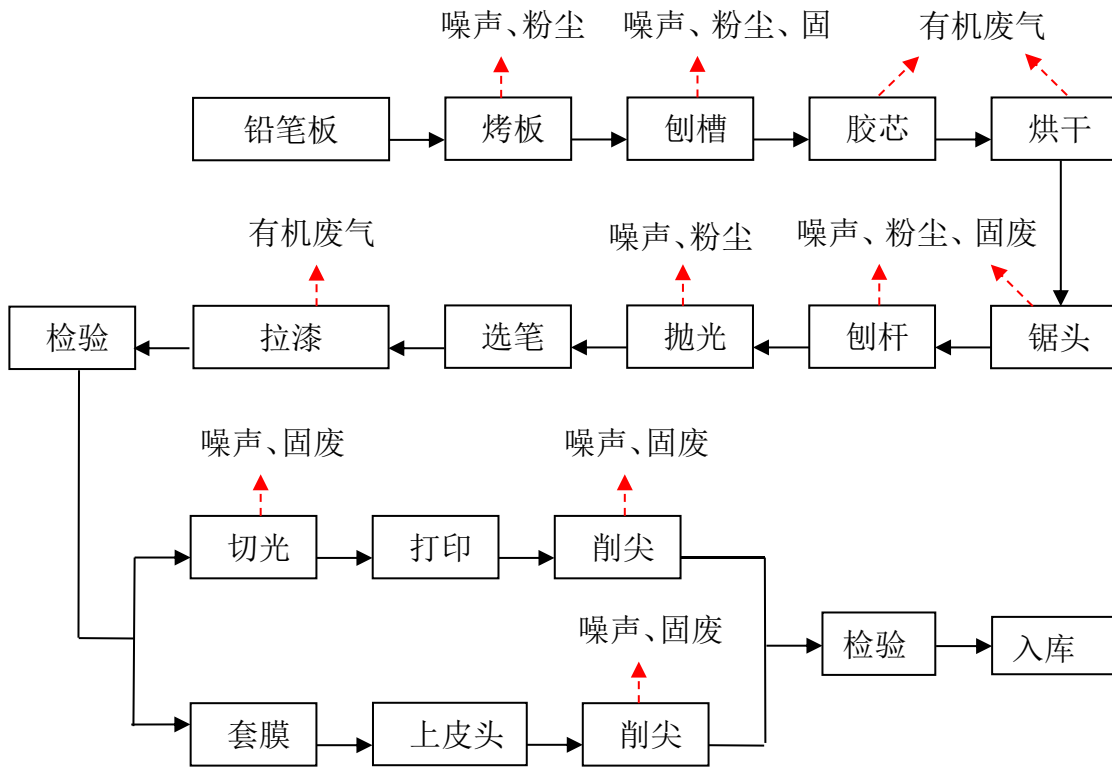 噪声、粉尘
噪声、粉尘、固
有机废气
铅笔板
烤板
刨槽
胶芯
烘干
有机废气
噪声、粉尘
噪声、粉尘、固废
检验
拉漆
选笔
抛光
刨杆
锯头
噪声、固废
噪声、固废
切光
打印
削尖
噪声、固废
检验
入库
套膜
上皮头
削尖